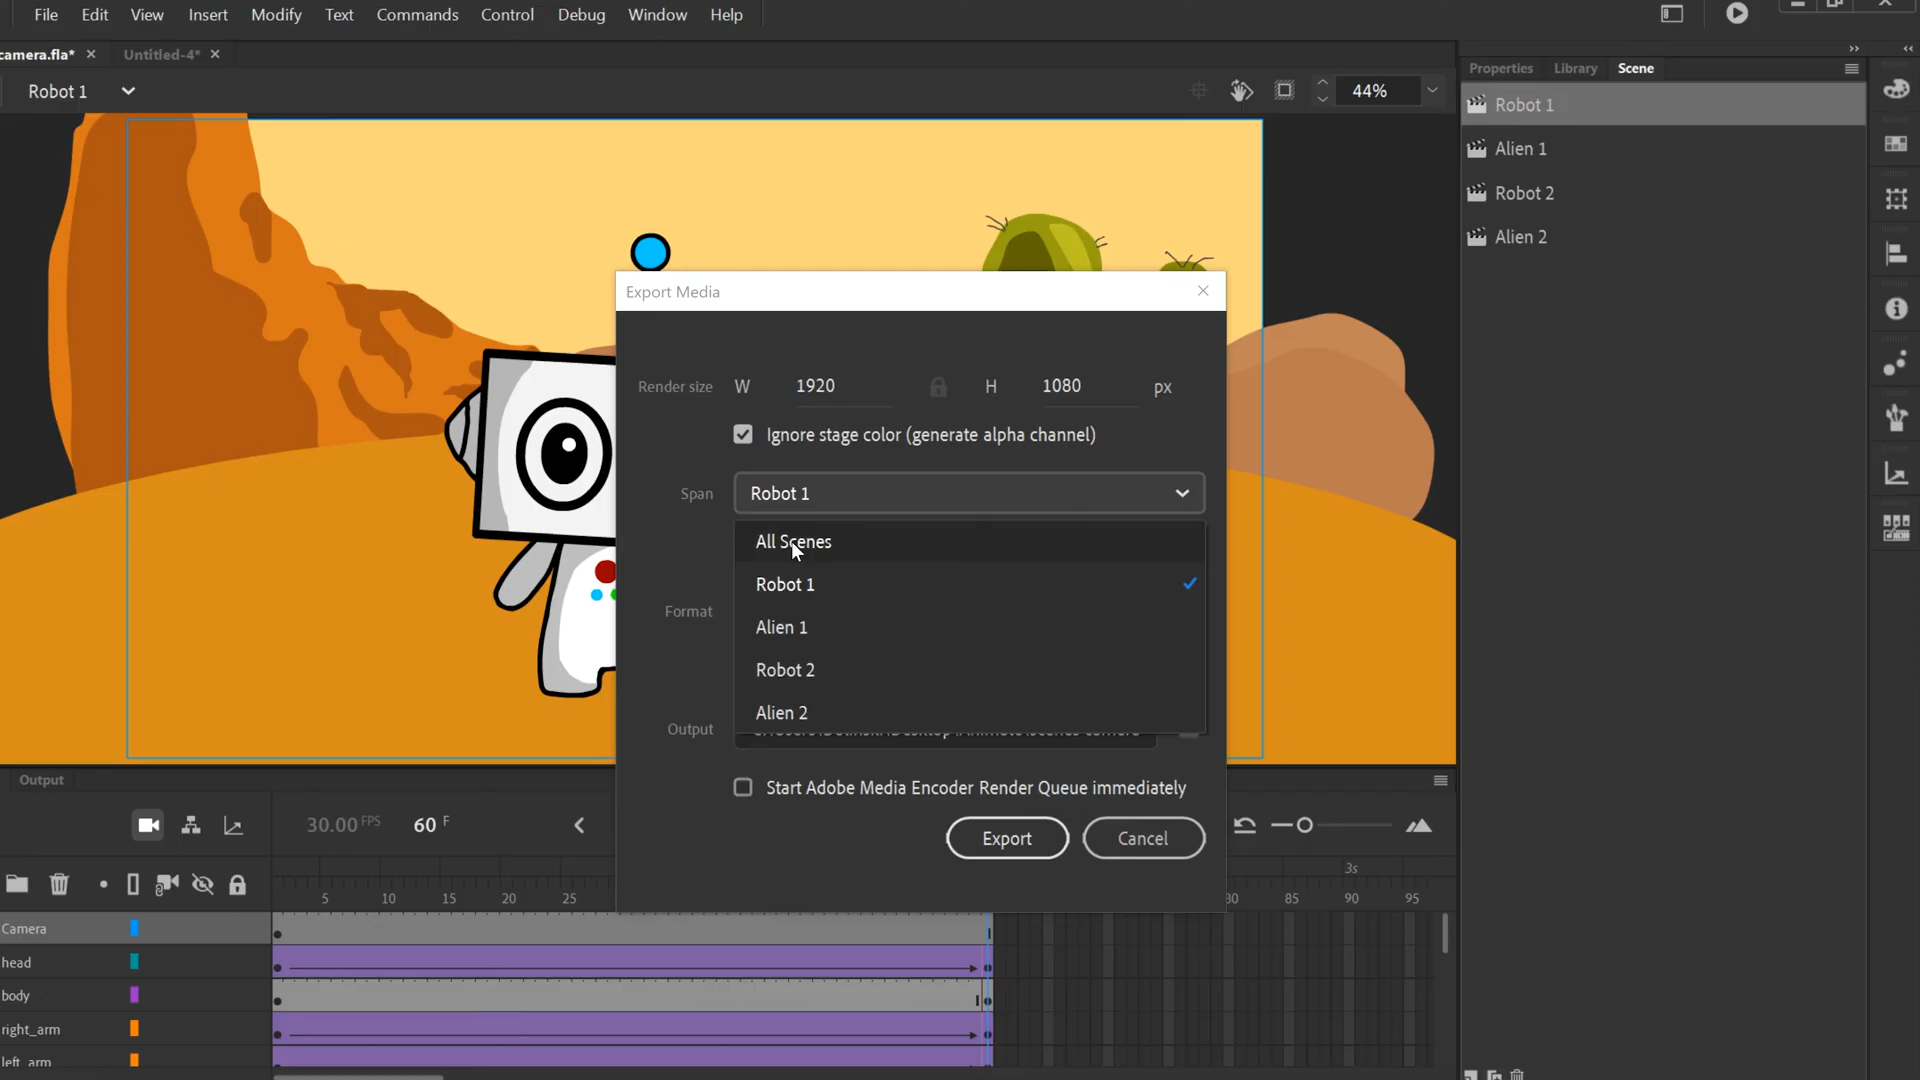 File Edit View Insert Modify Text Commands Control Debug Window Help
camera.fla* Untitled-4*
Properties Library Scene
Robot 1
44%
Robot 1
Alien 1
Robot 2
Alien 2
Export Media
Render size W 1920 H 1080 px
Ignore stage color (generate alpha channel)
Span Robot 1
All Scenes
Robot 1
Alien 1
Robot 2
Alien 2
Format
Output
Start Adobe Media Encoder Render Queue immediately
Export Cancel
Output
30.00 FPS 60 F
3s
5 10 15 20 25 80 85 90 95
Camera
head
body
right_arm
left_arm